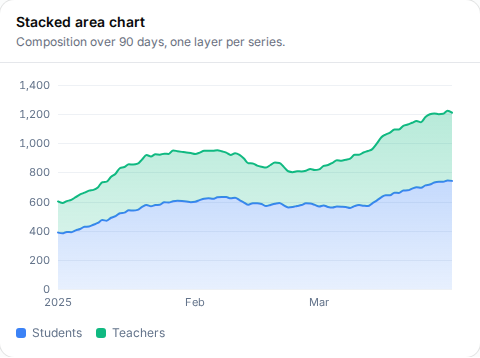 Stacked area chart
Composition over 90 days, one layer per series.
1,400
1,200
1,000
800
600
400
200
0
2025 Feb Mar
Students Teachers